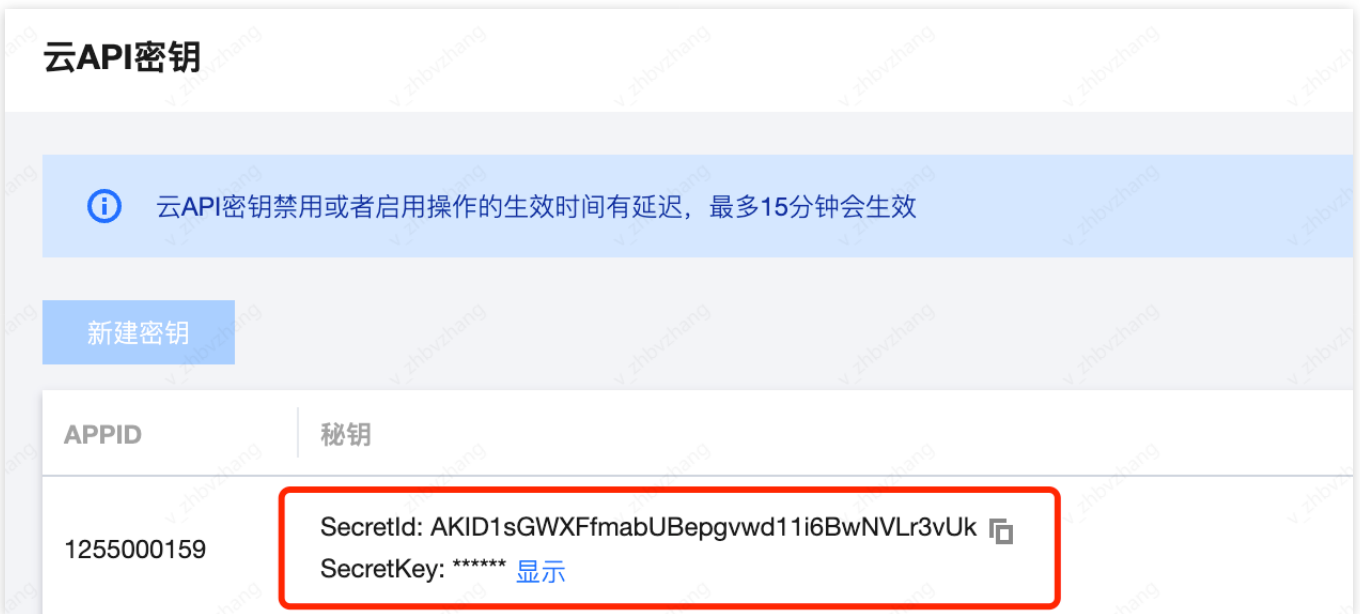 云API密钥
云API密钥禁用或者启用操作的生效时间有延迟，最多15分钟会生效
新建密钥
APPID
秘钥
1255000159
SecretId: AKID1sGWXFfmabUBepgvwd11i6BwNVLr3vUk
SecretKey: ****** 显示
v_zhbvzhang